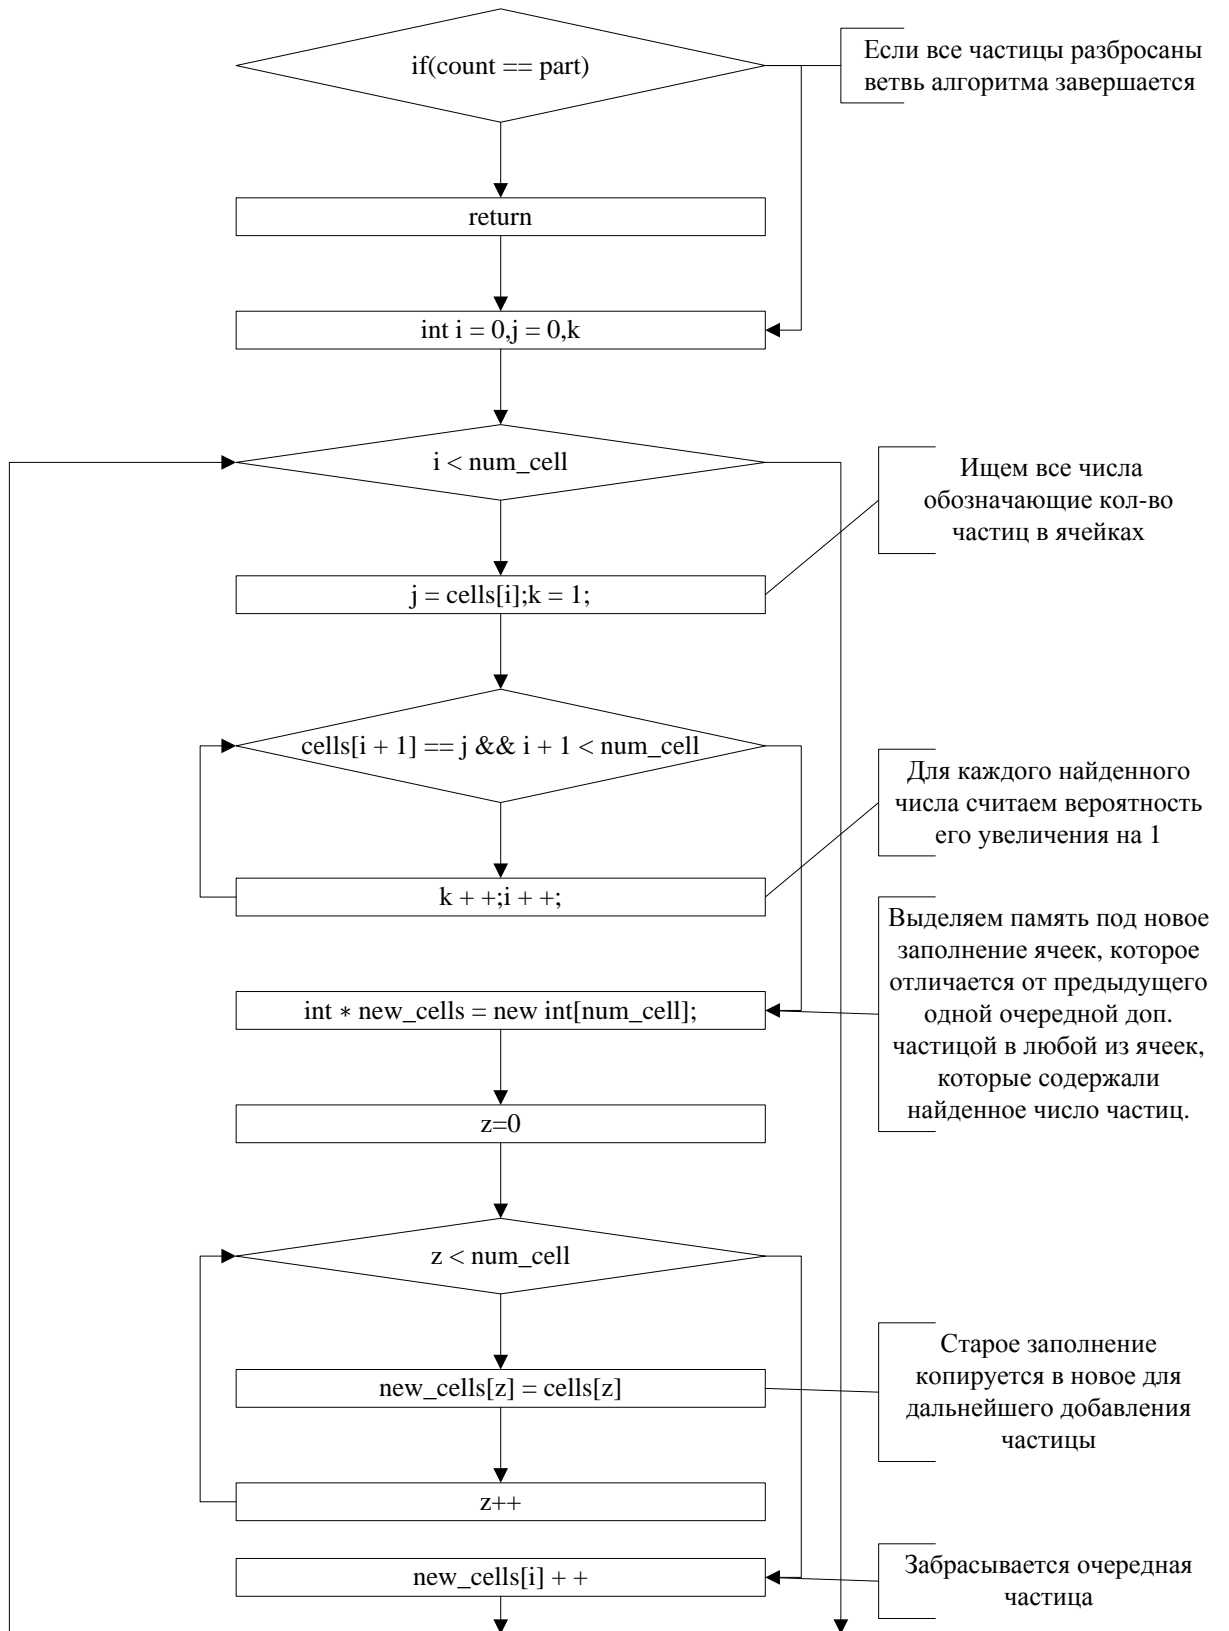 if(count == part)
Если все частицы разбросаны
ветвь алгоритма завершается
return
int i = 0,j = 0,k
i < num_cell
Ищем все числа
обозначающие кол-во
частиц в ячейках
j = cells[i];k = 1;
cells[i + 1] == j && i + 1 < num_cell
Для каждого найденного
числа считаем вероятность
его увеличения на 1
k + +;i + +;
Выделяем память под новое
заполнение ячеек, которое
отличается от предыдущего
одной очередной доп.
частицой в любой из ячеек,
которые содержали
найденное число частиц.
int * new_cells = new int[num_cell];
z=0
z < num_cell
Старое заполнение
копируется в новое для
дальнейшего добавления
частицы
new_cells[z] = cells[z]
z++
new_cells[i] + +
Забрасывается очередная
частица